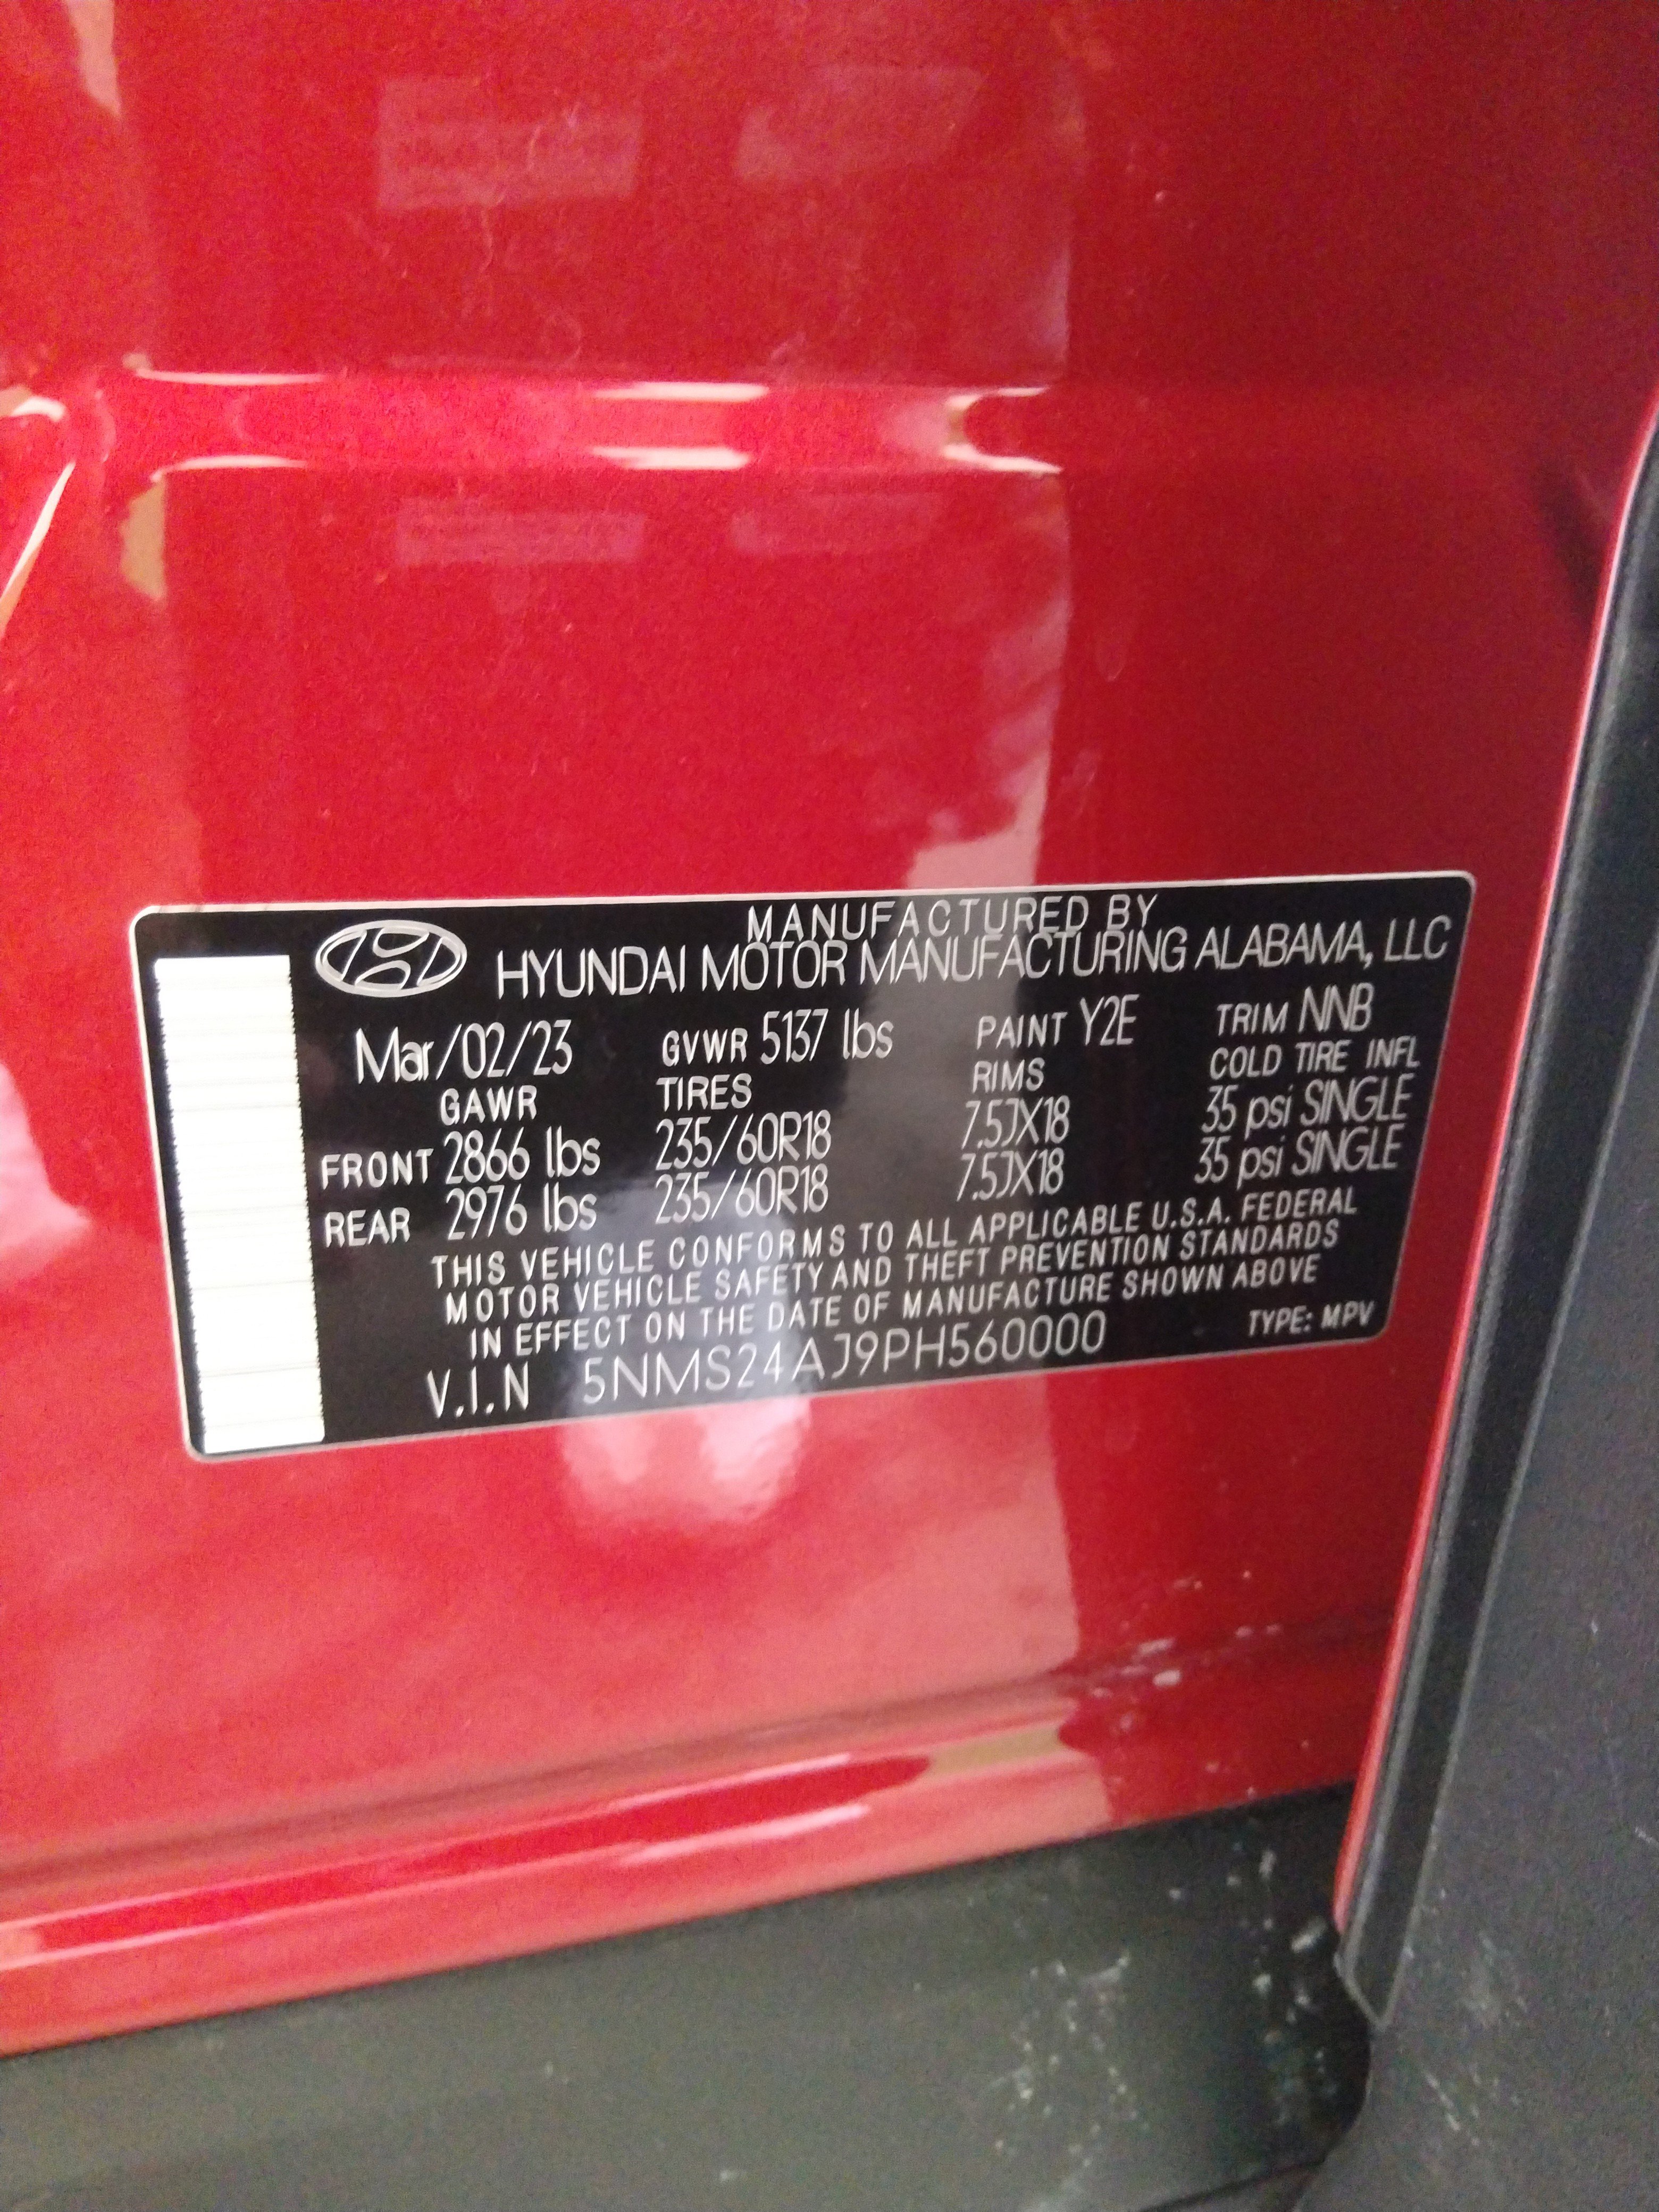 MANUFACTURED BY
HYUNDAI MOTOR MANUFACTURING ALABAMA, LLC
Mar/02/23 GVWR 5137 lbs PAINT Y2E TRIM NNB
GAWR TIRES RIMS COLD TIRE INFL
FRONT 2866 lbs 235/60R18 7.5JX18 35 psi SINGLE
REAR 2976 lbs 235/60R18 7.5JX18 35 psi SINGLE
THIS VEHICLE CONFORMS TO ALL APPLICABLE U.S.A. FEDERAL
MOTOR VEHICLE SAFETY AND THEFT PREVENTION STANDARDS
IN EFFECT ON THE DATE OF MANUFACTURE SHOWN ABOVE
V.I.N 5NMS24AJ9PH560000 TYPE: MPV